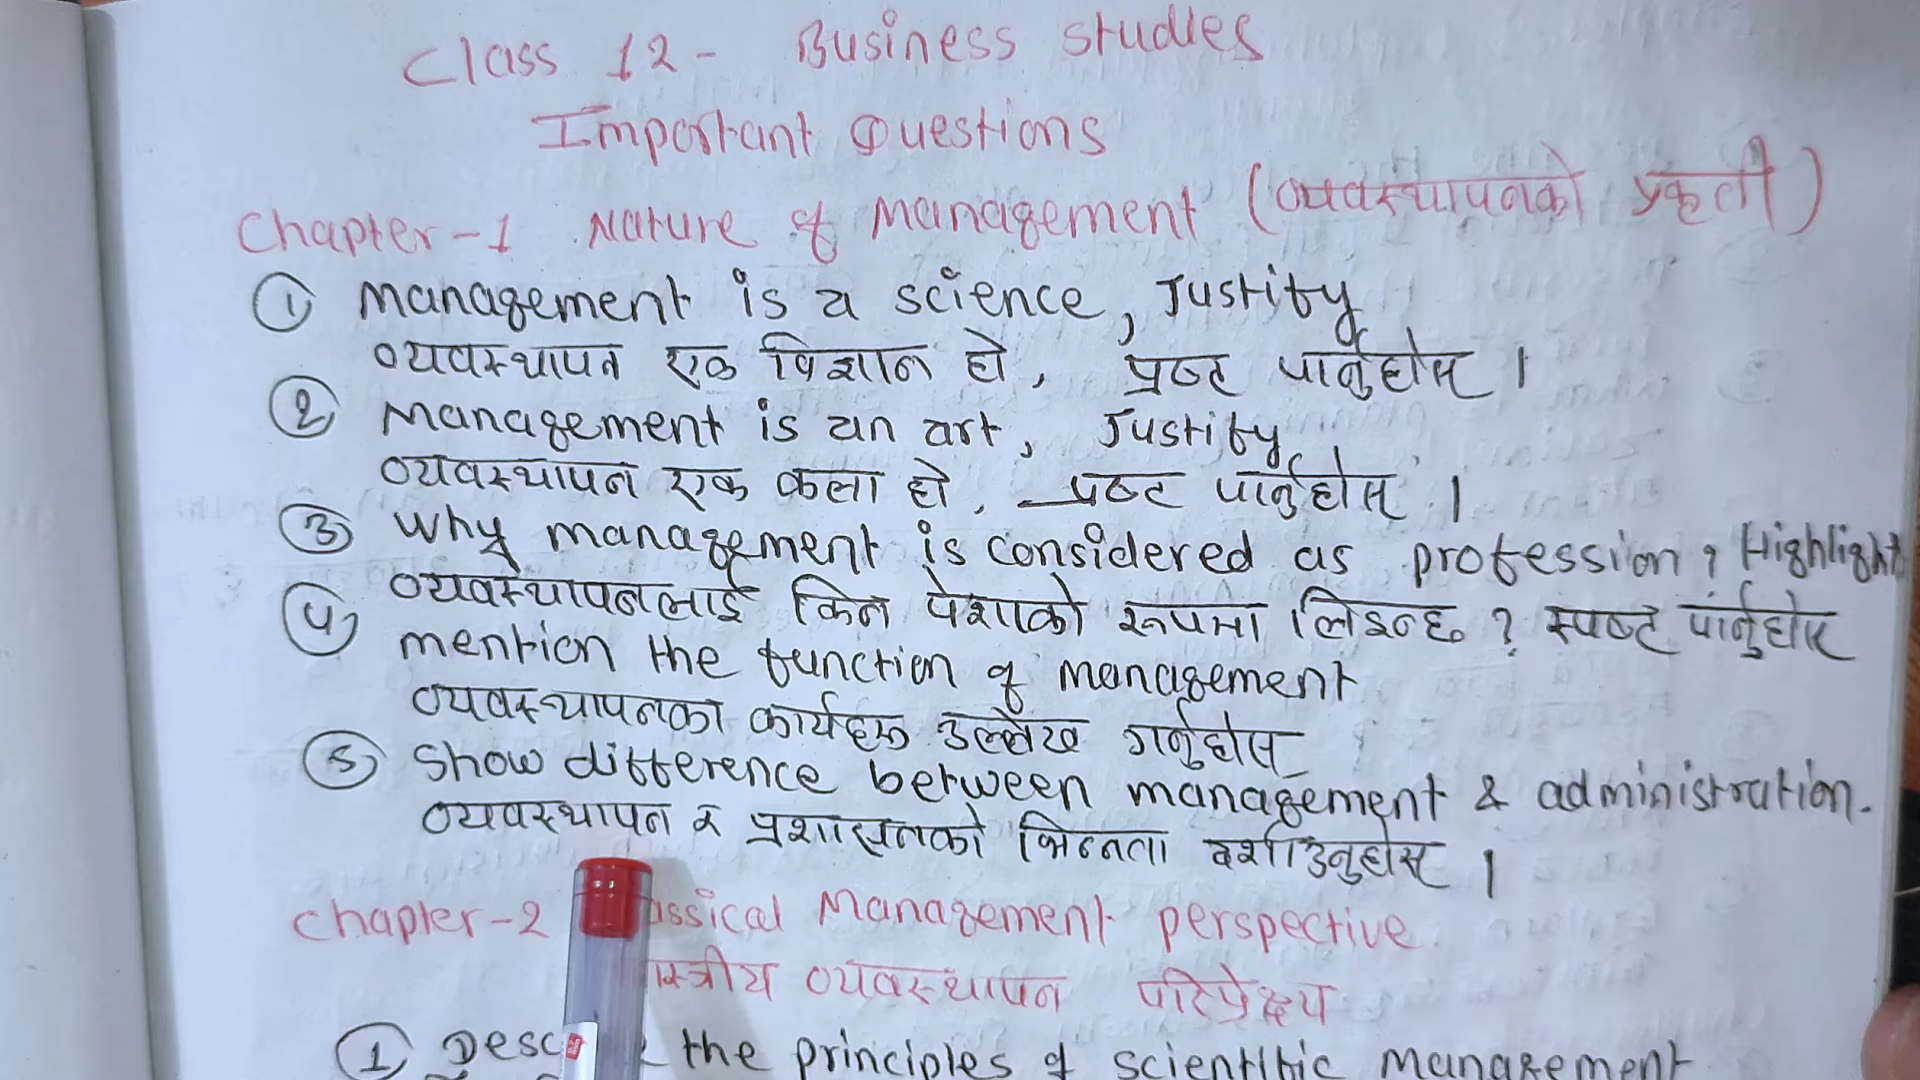 Class 12 - Business studies
Important Questions
Chapter-1 Nature of Management (व्यवस्थापनको प्रकृती)
① Management is a science, Justify
व्यवस्थापन एक विज्ञान हो, प्रष्ट पार्नुहोस् ।
② Management is an art, Justify
व्यवस्थापन एक कला हो, प्रष्ट पार्नुहोस् ।
③ Why management is considered as profession? Highlight
व्यवस्थापनलाई किन पेशाको रूपमा लिइन्छ ? स्पष्ट पार्नुहोस
④ mention the function of management
व्यवस्थापनका कार्यहरू उल्लेख गर्नुहोस्
⑤ Show difference between management & administration.
व्यवस्थापन र प्रशासनको भिन्नता दर्शाउनुहोस् ।
Chapter-2 assical Management perspective
स्त्रीय व्यवस्थापन परिप्रेक्ष्य
① Desc the principles of scientific management